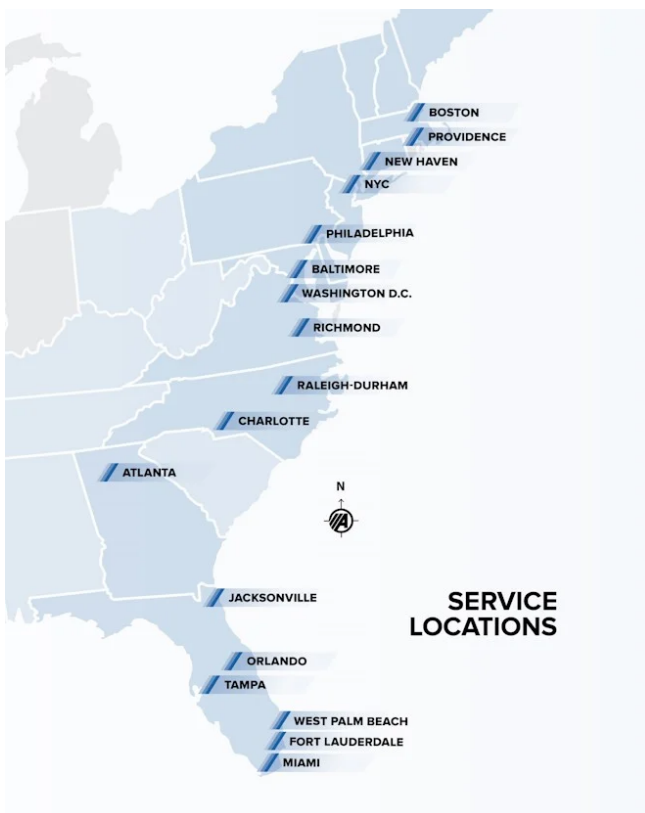 BOSTON
PROVIDENCE
NEW HAVEN
NYC
PHILADELPHIA
BALTIMORE
WASHINGTON D.C.
RICHMOND
RALEIGH-DURHAM
CHARLOTTE
ATLANTA
N
JACKSONVILLE
SERVICE
LOCATIONS
ORLANDO
TAMPA
WEST PALM BEACH
FORT LAUDERDALE
MIAMI